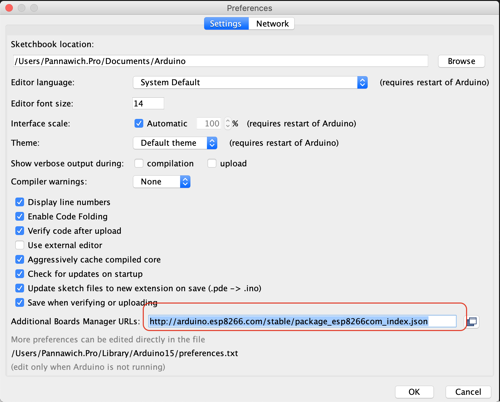 Preferences
Settings Network
Sketchbook location:
/Users/Pannawich.Pro/Documents/Arduino Browse
Editor language: System Default (requires restart of Arduino)
Editor font size: 14
Interface scale: Automatic 100 % (requires restart of Arduino)
Theme: Default theme (requires restart of Arduino)
Show verbose output during: compilation upload
Compiler warnings: None
Display line numbers
Enable Code Folding
Verify code after upload
Use external editor
Aggressively cache compiled core
Check for updates on startup
Update sketch files to new extension on save (.pde -> .ino)
Save when verifying or uploading
Additional Boards Manager URLs: http://arduino.esp8266.com/stable/package_esp8266com_index.json
More preferences can be edited directly in the file
/Users/Pannawich.Pro/Library/Arduino15/preferences.txt
(edit only when Arduino is not running)
OK Cancel